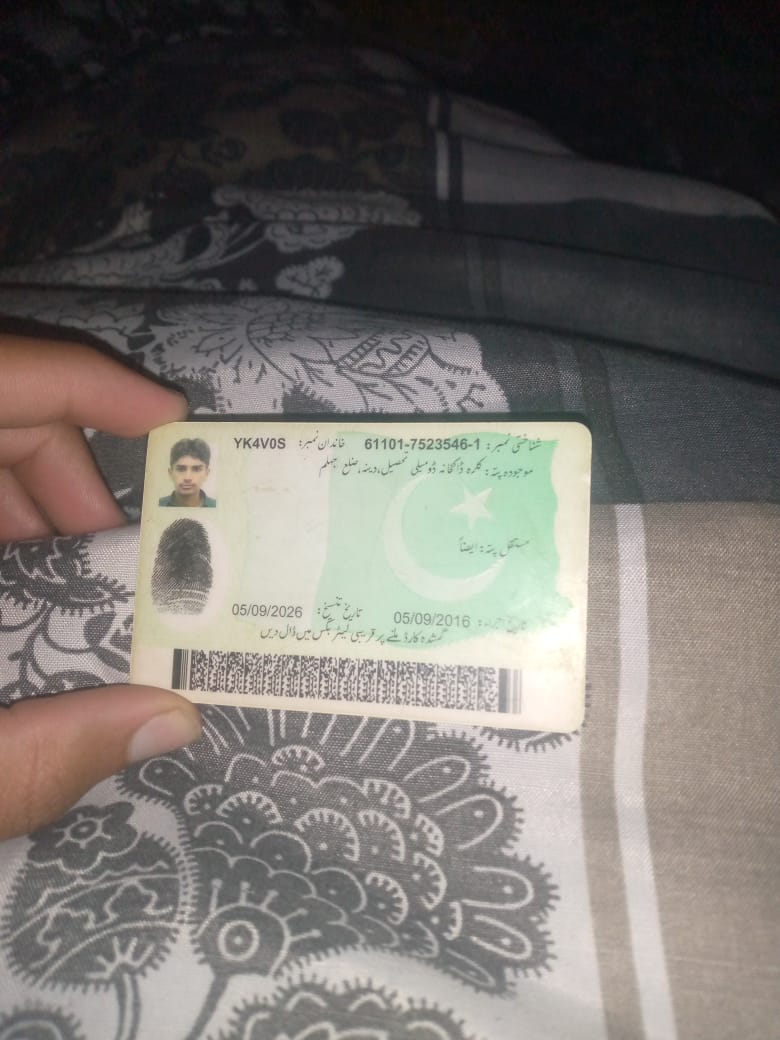 شناختی نمبر: 61101-7523546-1 خاندان نمبر: YK4V0S
موجودہ پتہ: کلرہ ڈاکخانہ ڈومیلی تحصیل، دینہ، ضلع جہلم
مستقل پتہ: ایضاً
تاریخ اجراء: 05/09/2016 تاریخ تنسیخ: 05/09/2026
گمشدہ کارڈ ملنے پر قریبی لیٹر بکس میں ڈال دیں